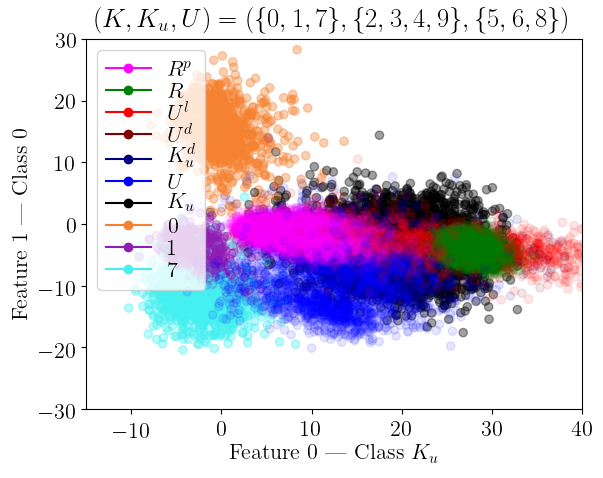 (K, K_u, U) = ({0, 1, 7}, {2, 3, 4, 9}, {5, 6, 8})
30
20
10
0
−10
−20
−30
Feature 1 — Class 0
R^p
R
U^l
U^d
K_u^d
U
K_u
0
1
7
−10 0 10 20 30 40
Feature 0 — Class K_u